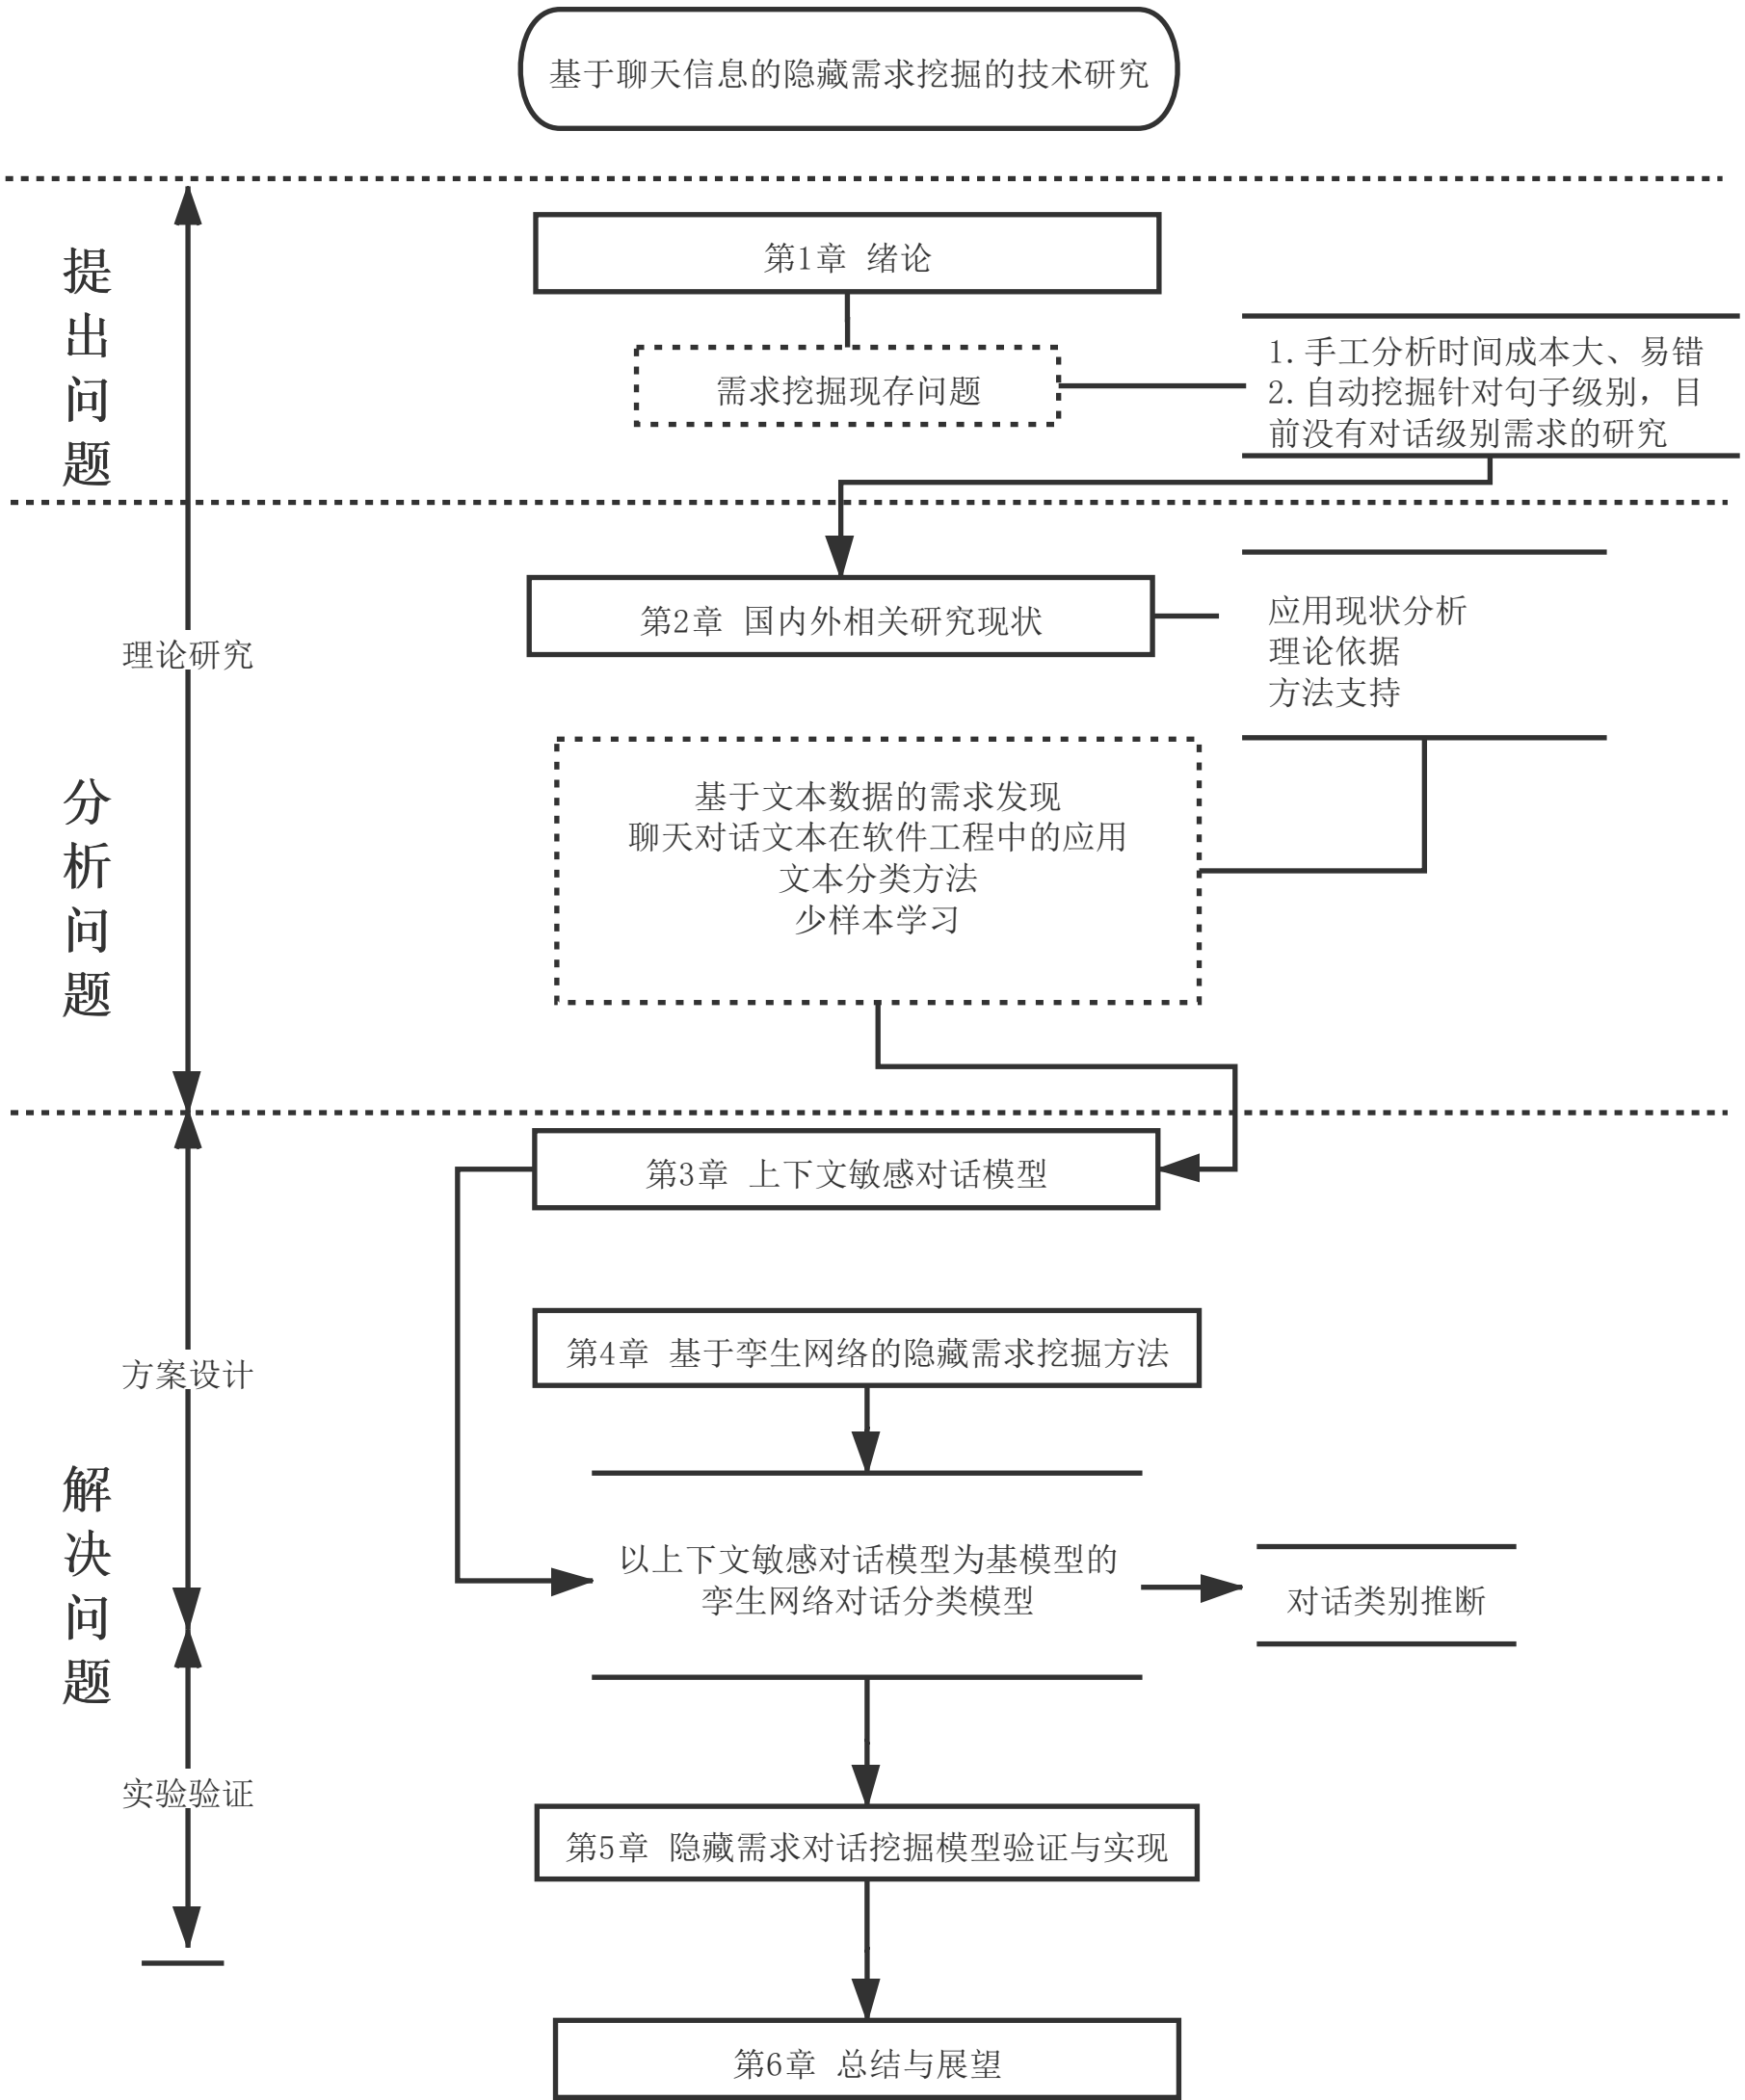 基于聊天信息的隐藏需求挖掘的技术研究
提出问题
第1章 绪论
需求挖掘现存问题
1. 手工分析时间成本大、易错
2. 自动挖掘针对句子级别，目
前没有对话级别需求的研究
理论研究
分析问题
第2章 国内外相关研究现状
应用现状分析
理论依据
方法支持
基于文本数据的需求发现
聊天对话文本在软件工程中的应用
文本分类方法
少样本学习
解决问题
方案设计
第3章 上下文敏感对话模型
第4章 基于孪生网络的隐藏需求挖掘方法
以上下文敏感对话模型为基模型的
孪生网络对话分类模型
对话类别推断
实验验证
第5章 隐藏需求对话挖掘模型验证与实现
第6章 总结与展望